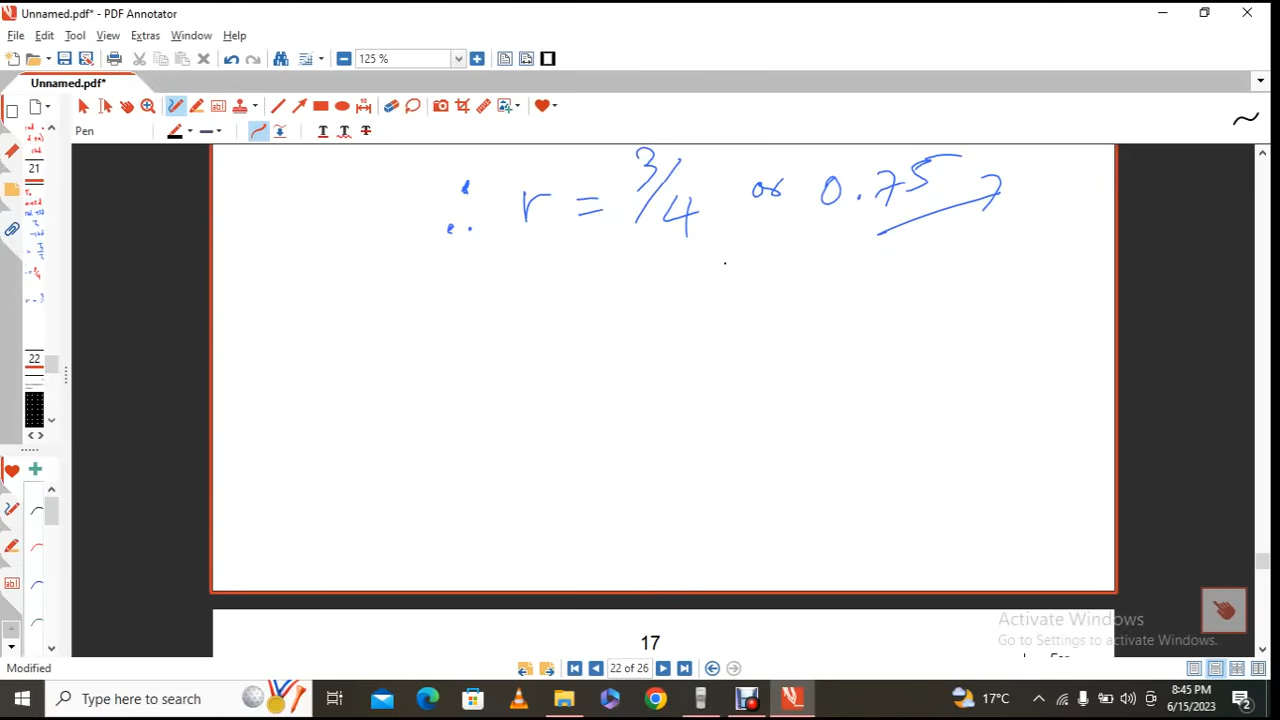 Unnamed.pdf* - PDF Annotator
File Edit Tool View Extras Window Help
125 %
Unnamed.pdf*
Pen
T T T
21
22
∴ r = 3/4 or 0.75
17
Activate Windows
Go to Settings to activate Windows.
Modified
22 of 26
Type here to search
17°C
8:45 PM
6/15/2023
2